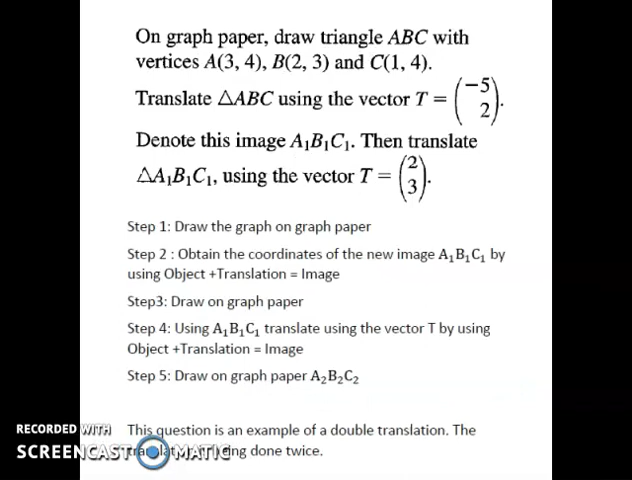 On graph paper, draw triangle ABC with
vertices A(3, 4), B(2, 3) and C(1, 4).
Translate △ABC using the vector T = (−5 2).
Denote this image A₁B₁C₁. Then translate
△A₁B₁C₁, using the vector T = (2 3).
Step 1: Draw the graph on graph paper
Step 2 : Obtain the coordinates of the new image A₁B₁C₁ by
using Object +Translation = Image
Step3: Draw on graph paper
Step 4: Using A₁B₁C₁ translate using the vector T by using
Object +Translation = Image
Step 5: Draw on graph paper A₂B₂C₂
This question is an example of a double translation. The
done twice.
RECORDED WITH
SCREENCAST MATIC